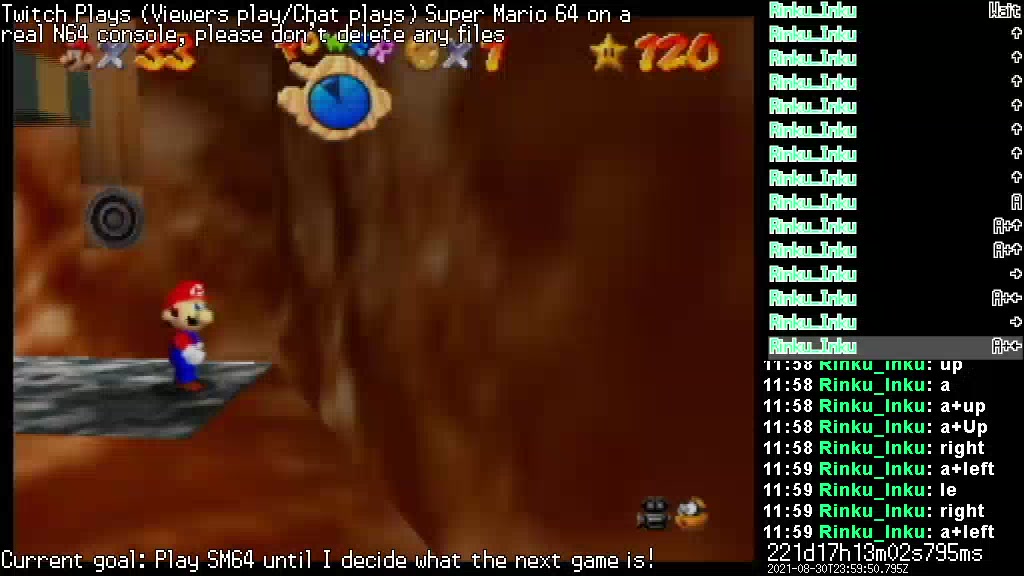 Twitch Plays (Viewers play/Chat plays) Super Mario 64 on a
real N64 console, please don't delete any files
×33
POWER
×7
120
Rinku_Inku Wait
Rinku_Inku ↑
Rinku_Inku ↑
Rinku_Inku ↑
Rinku_Inku ↑
Rinku_Inku ↑
Rinku_Inku ↑
Rinku_Inku ↑
Rinku_Inku A
Rinku_Inku A+↑
Rinku_Inku A+↑
Rinku_Inku →
Rinku_Inku A+←
Rinku_Inku →
Rinku_Inku A+←
11:58 Rinku_Inku: up
11:58 Rinku_Inku: a
11:58 Rinku_Inku: a+up
11:58 Rinku_Inku: a+Up
11:58 Rinku_Inku: right
11:59 Rinku_Inku: a+left
11:59 Rinku_Inku: le
11:59 Rinku_Inku: right
11:59 Rinku_Inku: a+left
221d17h13m02s795ms
2021-08-30T23:59:50.795Z
Current goal: Play SM64 until I decide what the next game is!